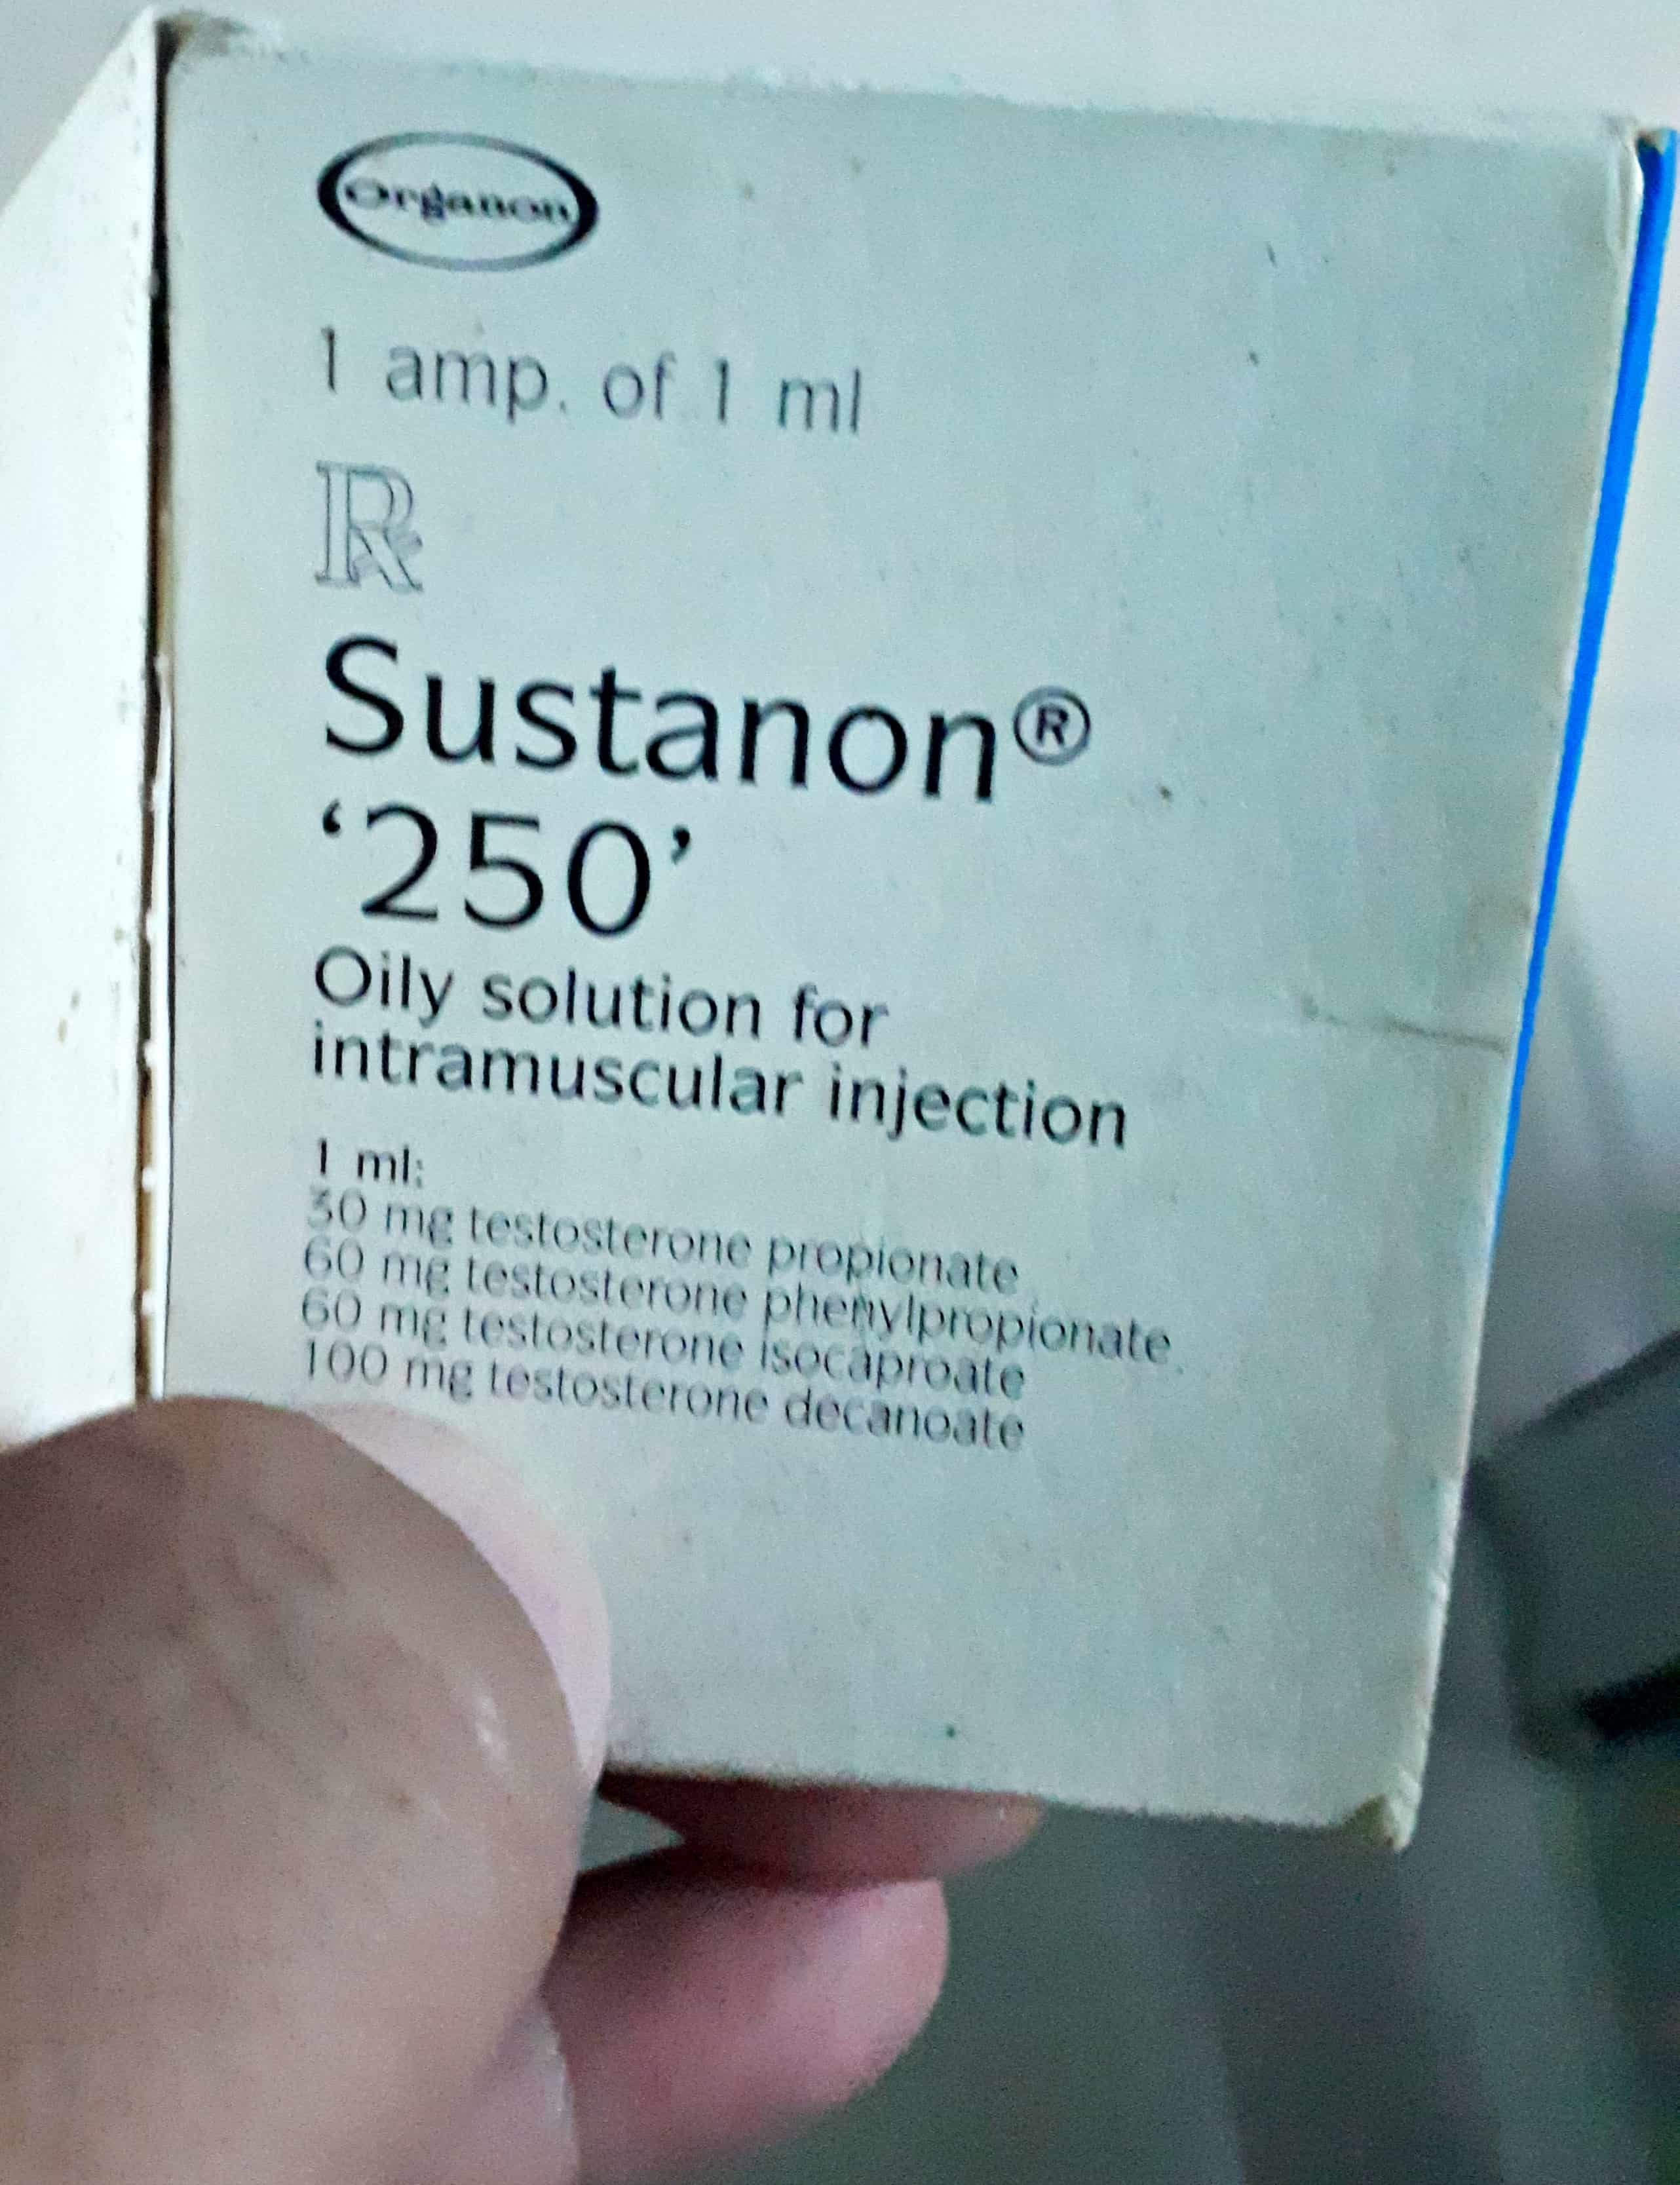 Organon
1 amp. of 1 ml
℞
Sustanon®
‘250’
Oily solution for
intramuscular injection
1 ml:
30 mg testosterone propionate
60 mg testosterone phenylpropionate
60 mg testosterone isocaproate
100 mg testosterone decanoate